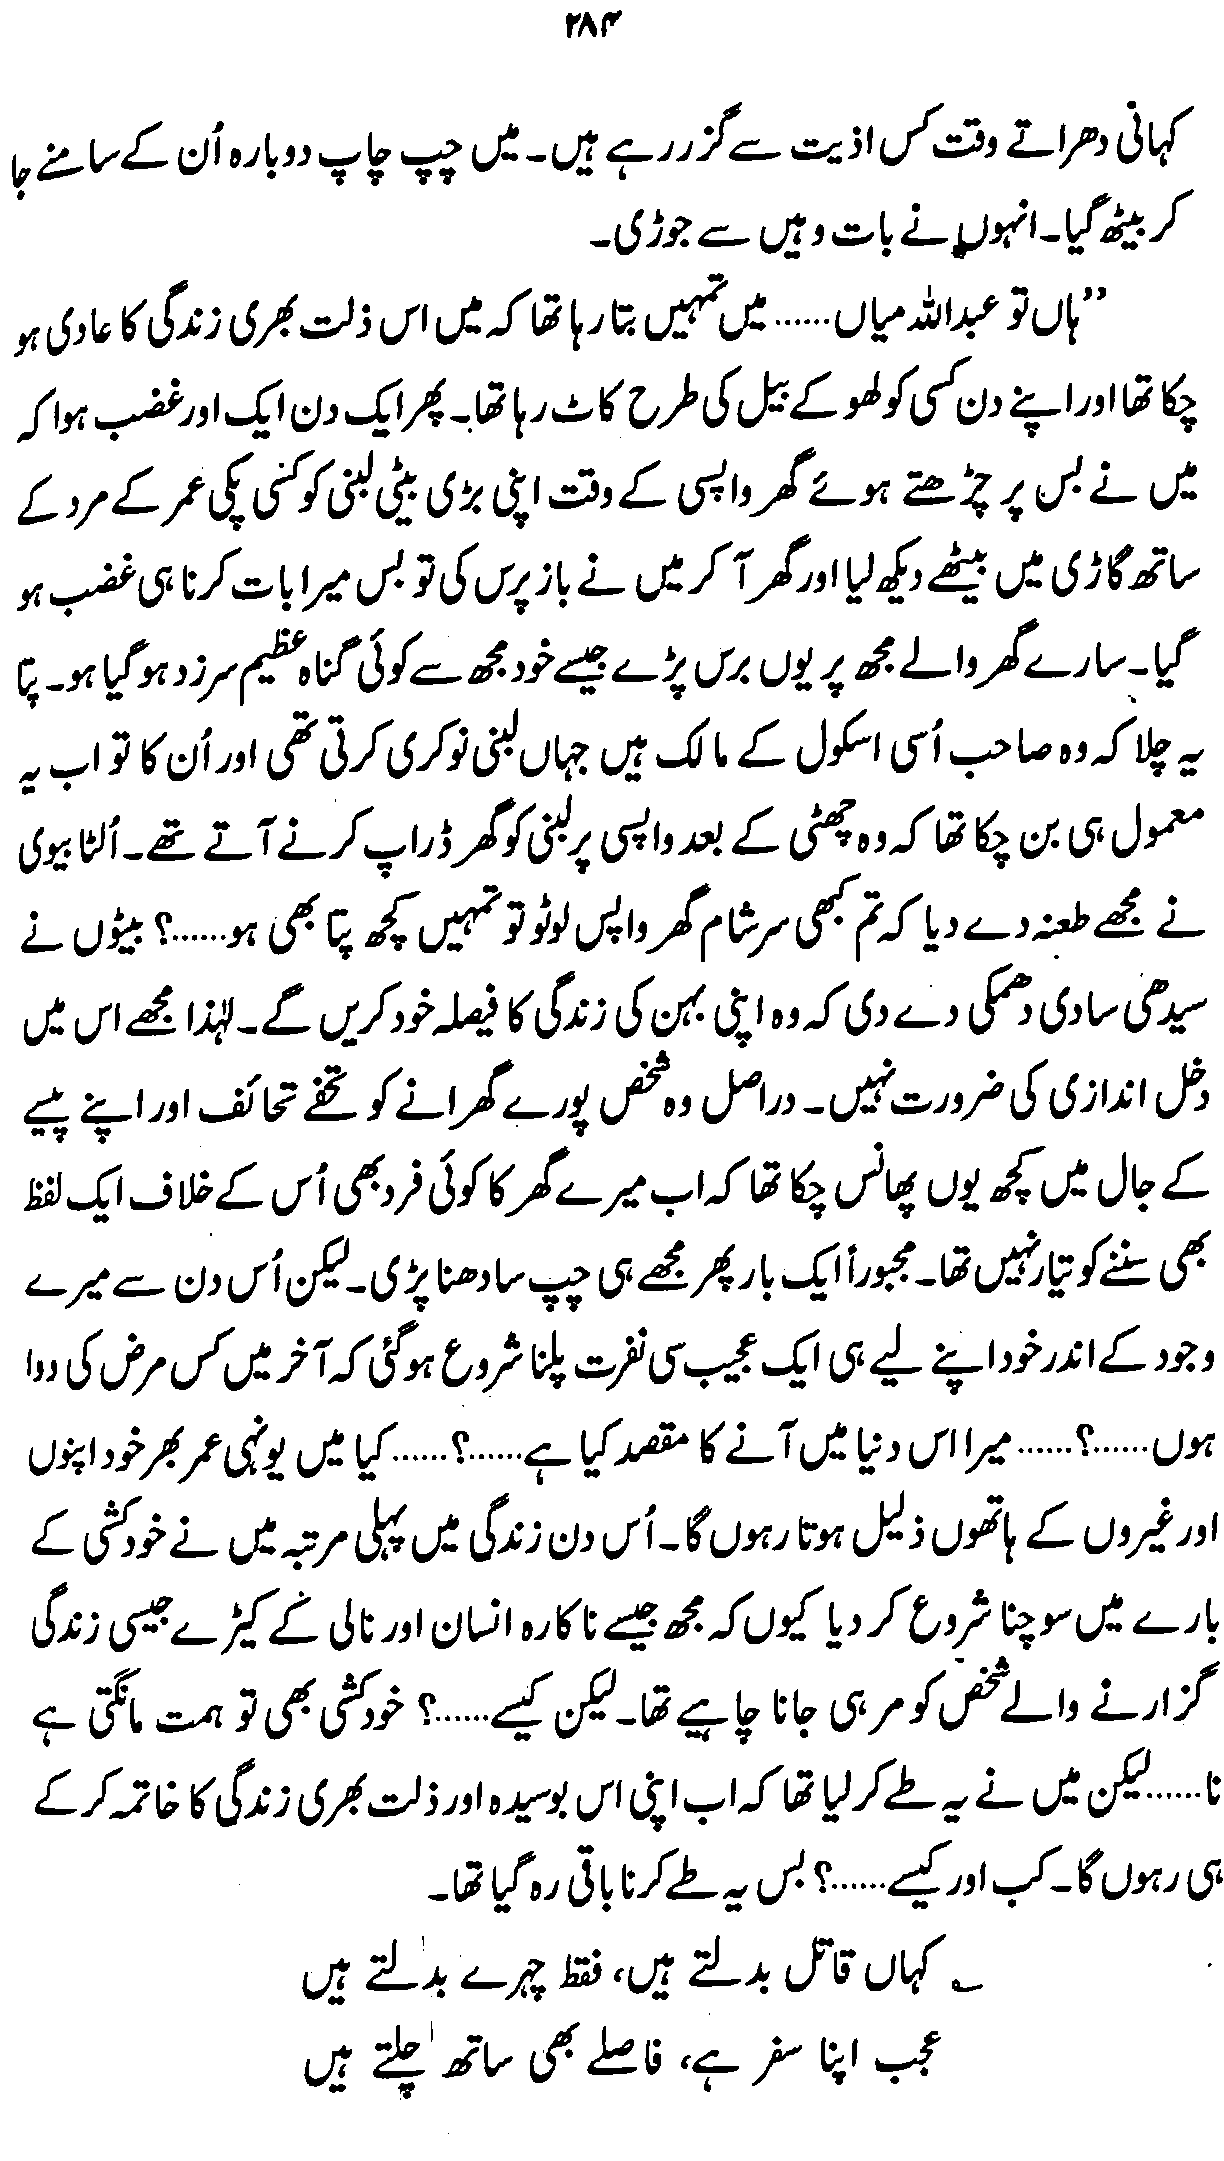 ۲۸۴
کہانی دھراتے وقت کس اذیت سے گزر رہے ہیں۔ میں چپ چاپ دوبارہ اُن کے سامنے جا
کر بیٹھ گیا۔ انہوں نے بات وہیں سے جوڑی۔
”ہاں تو عبداللہ میاں...... میں تمہیں بتا رہا تھا کہ میں اس ذلت بھری زندگی کا عادی ہو
چکا تھا اور اپنے دن کسی کولھو کے بیل کی طرح کاٹ رہا تھا۔ پھر ایک دن ایک اور غضب ہوا کہ
میں نے بس پر چڑھتے ہوئے گھر واپسی کے وقت اپنی بڑی بیٹی لبنیٰ کو کسی پکی عمر کے مرد کے
ساتھ گاڑی میں بیٹھے دیکھ لیا اور گھر آ کر میں نے باز پرس کی تو بس میرا بات کرنا ہی غضب ہو
گیا۔ سارے گھر والے مجھ پر یوں برس پڑے جیسے خود مجھ سے کوئی گناہ عظیم سرزد ہو گیا ہو۔ پتا
یہ چلا کہ وہ صاحب اُسی اسکول کے مالک ہیں جہاں لبنیٰ نوکری کرتی تھی اور اُن کا تو اب یہ
معمول ہی بن چکا تھا کہ وہ چھٹی کے بعد واپسی پر لبنیٰ کو گھر ڈراپ کرنے آتے تھے۔ اُلٹا بیوی
نے مجھے طعنہ دے دیا کہ تم کبھی سرِ شام گھر واپس لوٹو تو تمہیں کچھ پتا بھی ہو......؟ بیٹوں نے
سیدھی سادی دھمکی دے دی کہ وہ اپنی بہن کی زندگی کا فیصلہ خود کریں گے۔ لہٰذا مجھے اس میں
دخل اندازی کی ضرورت نہیں۔ دراصل وہ شخص پورے گھرانے کو تحفے تحائف اور اپنے پیسے
کے جال میں کچھ یوں پھانس چکا تھا کہ اب میرے گھر کا کوئی فرد بھی اُس کے خلاف ایک لفظ
بھی سننے کو تیار نہیں تھا۔ مجبوراً ایک بار پھر مجھے ہی چپ سادھنا پڑی۔ لیکن اُس دن سے میرے
وجود کے اندر خود اپنے لیے ہی ایک عجیب سی نفرت پلنا شروع ہو گئی کہ آخر میں کس مرض کی دوا
ہوں......؟...... میرا اس دنیا میں آنے کا مقصد کیا ہے......؟...... کیا میں یونہی عمر بھر خود اپنوں
اور غیروں کے ہاتھوں ذلیل ہوتا رہوں گا۔ اُس دن زندگی میں پہلی مرتبہ میں نے خودکشی کے
بارے میں سوچنا شروع کر دیا کیوں کہ مجھ جیسے ناکارہ انسان اور نالی کے کیڑے جیسی زندگی
گزارنے والے شخص کو مر ہی جانا چاہیے تھا۔ لیکن کیسے......؟ خودکشی بھی تو ہمت مانگتی ہے
نا...... لیکن میں نے یہ طے کر لیا تھا کہ اب اپنی اس بوسیدہ اور ذلت بھری زندگی کا خاتمہ کر کے
ہی رہوں گا۔ کب اور کیسے......؟ بس یہ طے کرنا باقی رہ گیا تھا۔
؎ کہاں قاتل بدلتے ہیں، فقط چہرے بدلتے ہیں
عجب اپنا سفر ہے، فاصلے بھی ساتھ چلتے ہیں